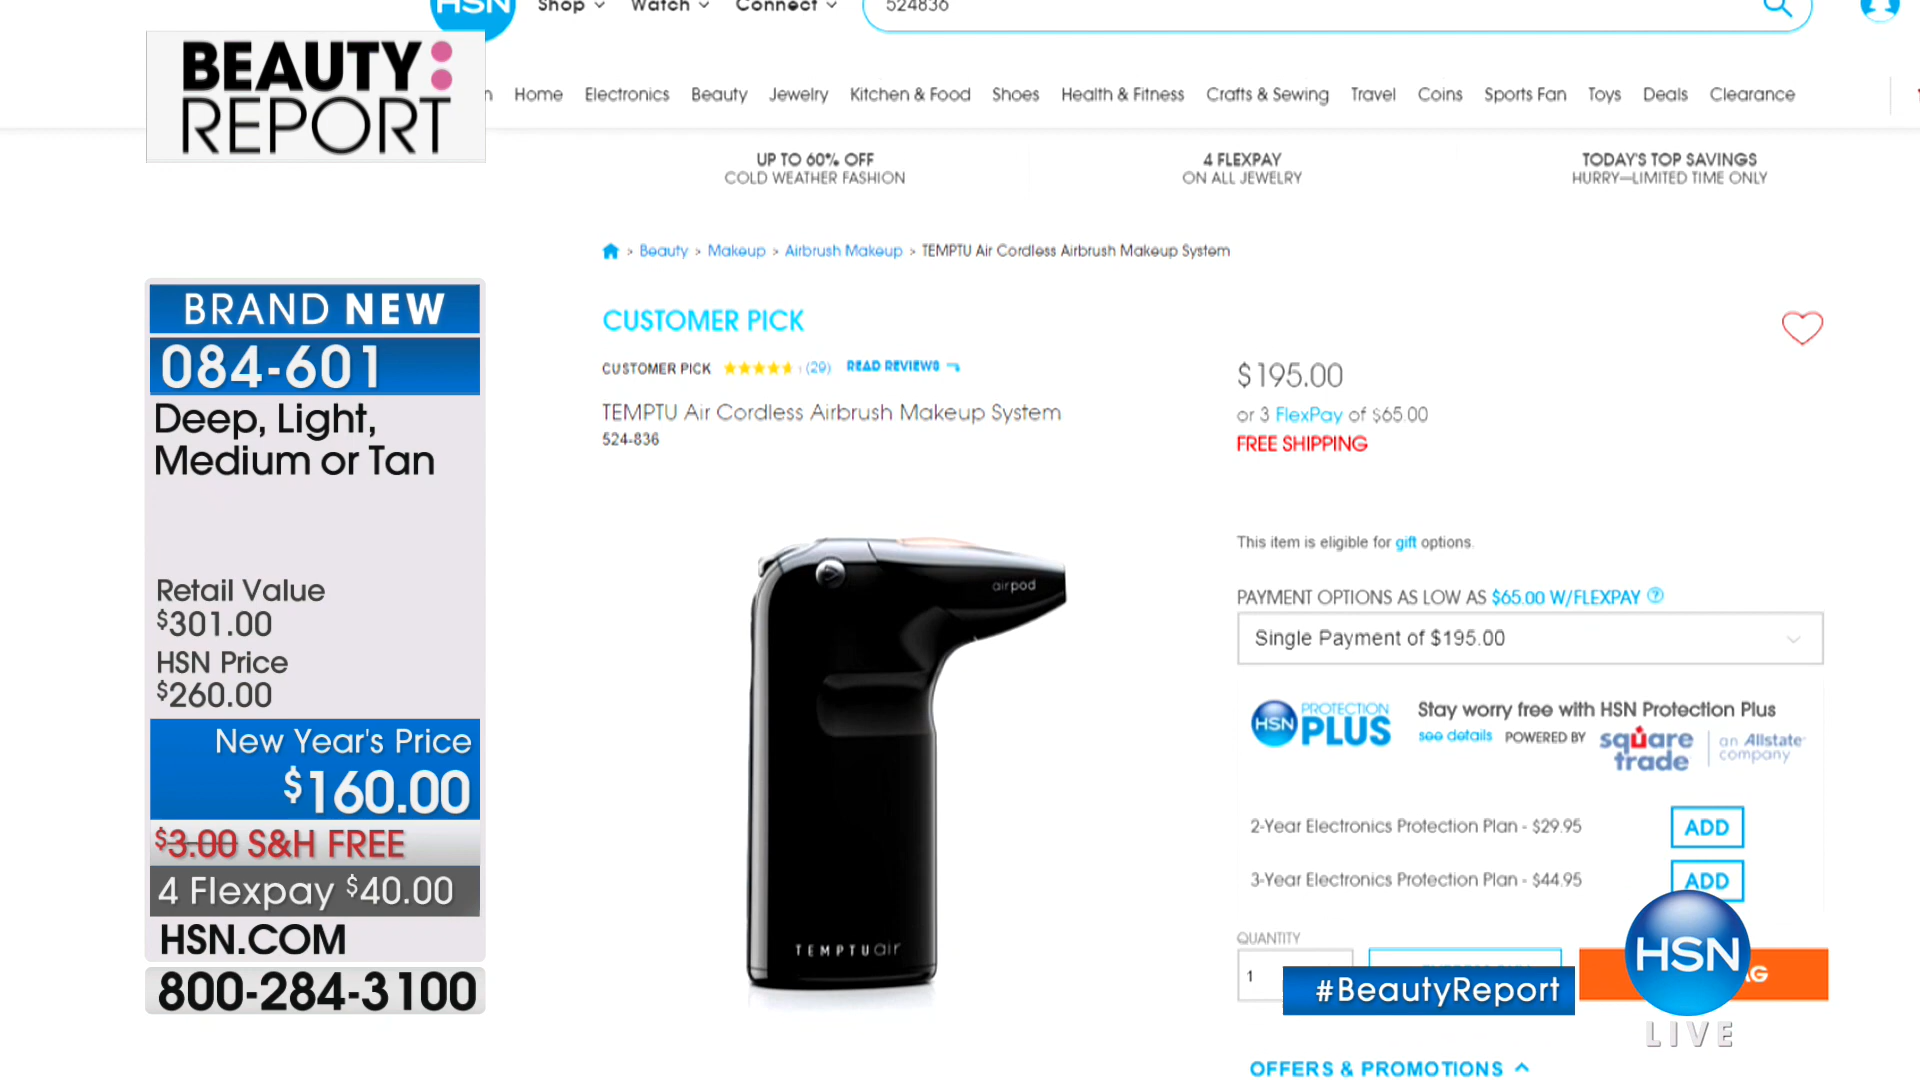 HSN
Shop
Watch
Connect
524836
BEAUTY:
REPORT
Home Electronics Beauty Jewelry Kitchen & Food Shoes Health & Fitness Crafts & Sewing Travel Coins Sports Fan Toys Deals Clearance
UP TO 60% OFF
COLD WEATHER FASHION
4 FLEXPAY
ON ALL JEWELRY
TODAY'S TOP SAVINGS
HURRY—LIMITED TIME ONLY
> Beauty > Makeup > Airbrush Makeup > TEMPTU Air Cordless Airbrush Makeup System
BRAND NEW
084-601
Deep, Light,
Medium or Tan
Retail Value
$301.00
HSN Price
$260.00
New Year's Price
$160.00
$3.00 S&H FREE
4 Flexpay $40.00
HSN.COM
800-284-3100
CUSTOMER PICK
CUSTOMER PICK (29) READ REVIEWS
TEMPTU Air Cordless Airbrush Makeup System
524-836
airpod
TEMPTUair
$195.00
or 3 FlexPay of $65.00
FREE SHIPPING
This item is eligible for gift options.
PAYMENT OPTIONS AS LOW AS $65.00 W/FLEXPAY ?
Single Payment of $195.00
HSN PROTECTION PLUS
Stay worry free with HSN Protection Plus
see details POWERED BY square trade an Allstate company
2-Year Electronics Protection Plan - $29.95 ADD
3-Year Electronics Protection Plan - $44.95 ADD
QUANTITY
1
#BeautyReport
HSN
LIVE
OFFERS & PROMOTIONS